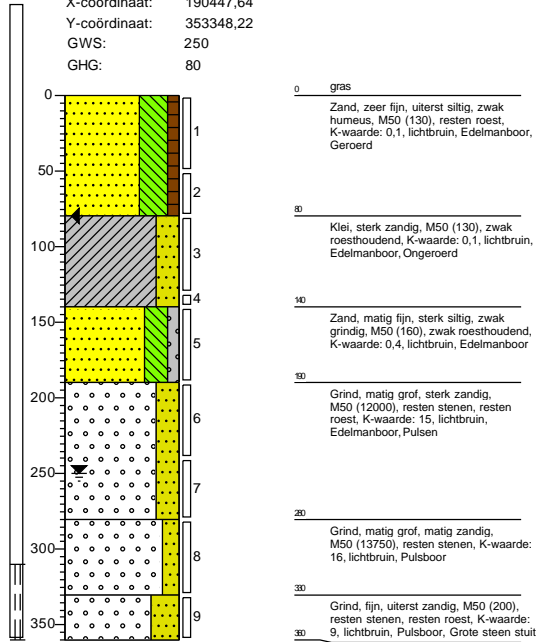 X-coördinaat: 190447,64
Y-coördinaat: 353348,22
GWS: 250
GHG: 80
0
50
100
150
200
250
300
350
1
2
3
4
5
6
7
8
9
0 gras
Zand, zeer fijn, uiterst siltig, zwak
humeus, M50 (130), resten roest,
K-waarde: 0,1, lichtbruin, Edelmanboor,
Geroerd
80
Klei, sterk zandig, M50 (130), zwak
roesthoudend, K-waarde: 0,1, lichtbruin,
Edelmanboor, Ongeroerd
140
Zand, matig fijn, sterk siltig, zwak
grindig, M50 (160), zwak roesthoudend,
K-waarde: 0,4, lichtbruin, Edelmanboor
190
Grind, matig grof, sterk zandig,
M50 (12000), resten stenen, resten
roest, K-waarde: 15, lichtbruin,
Edelmanboor, Pulsen
280
Grind, matig grof, matig zandig,
M50 (13750), resten stenen, K-waarde:
16, lichtbruin, Pulsboor
330
Grind, fijn, uiterst zandig, M50 (200),
resten stenen, resten roest, K-waarde:
9, lichtbruin, Pulsboor, Grote steen stuit
360